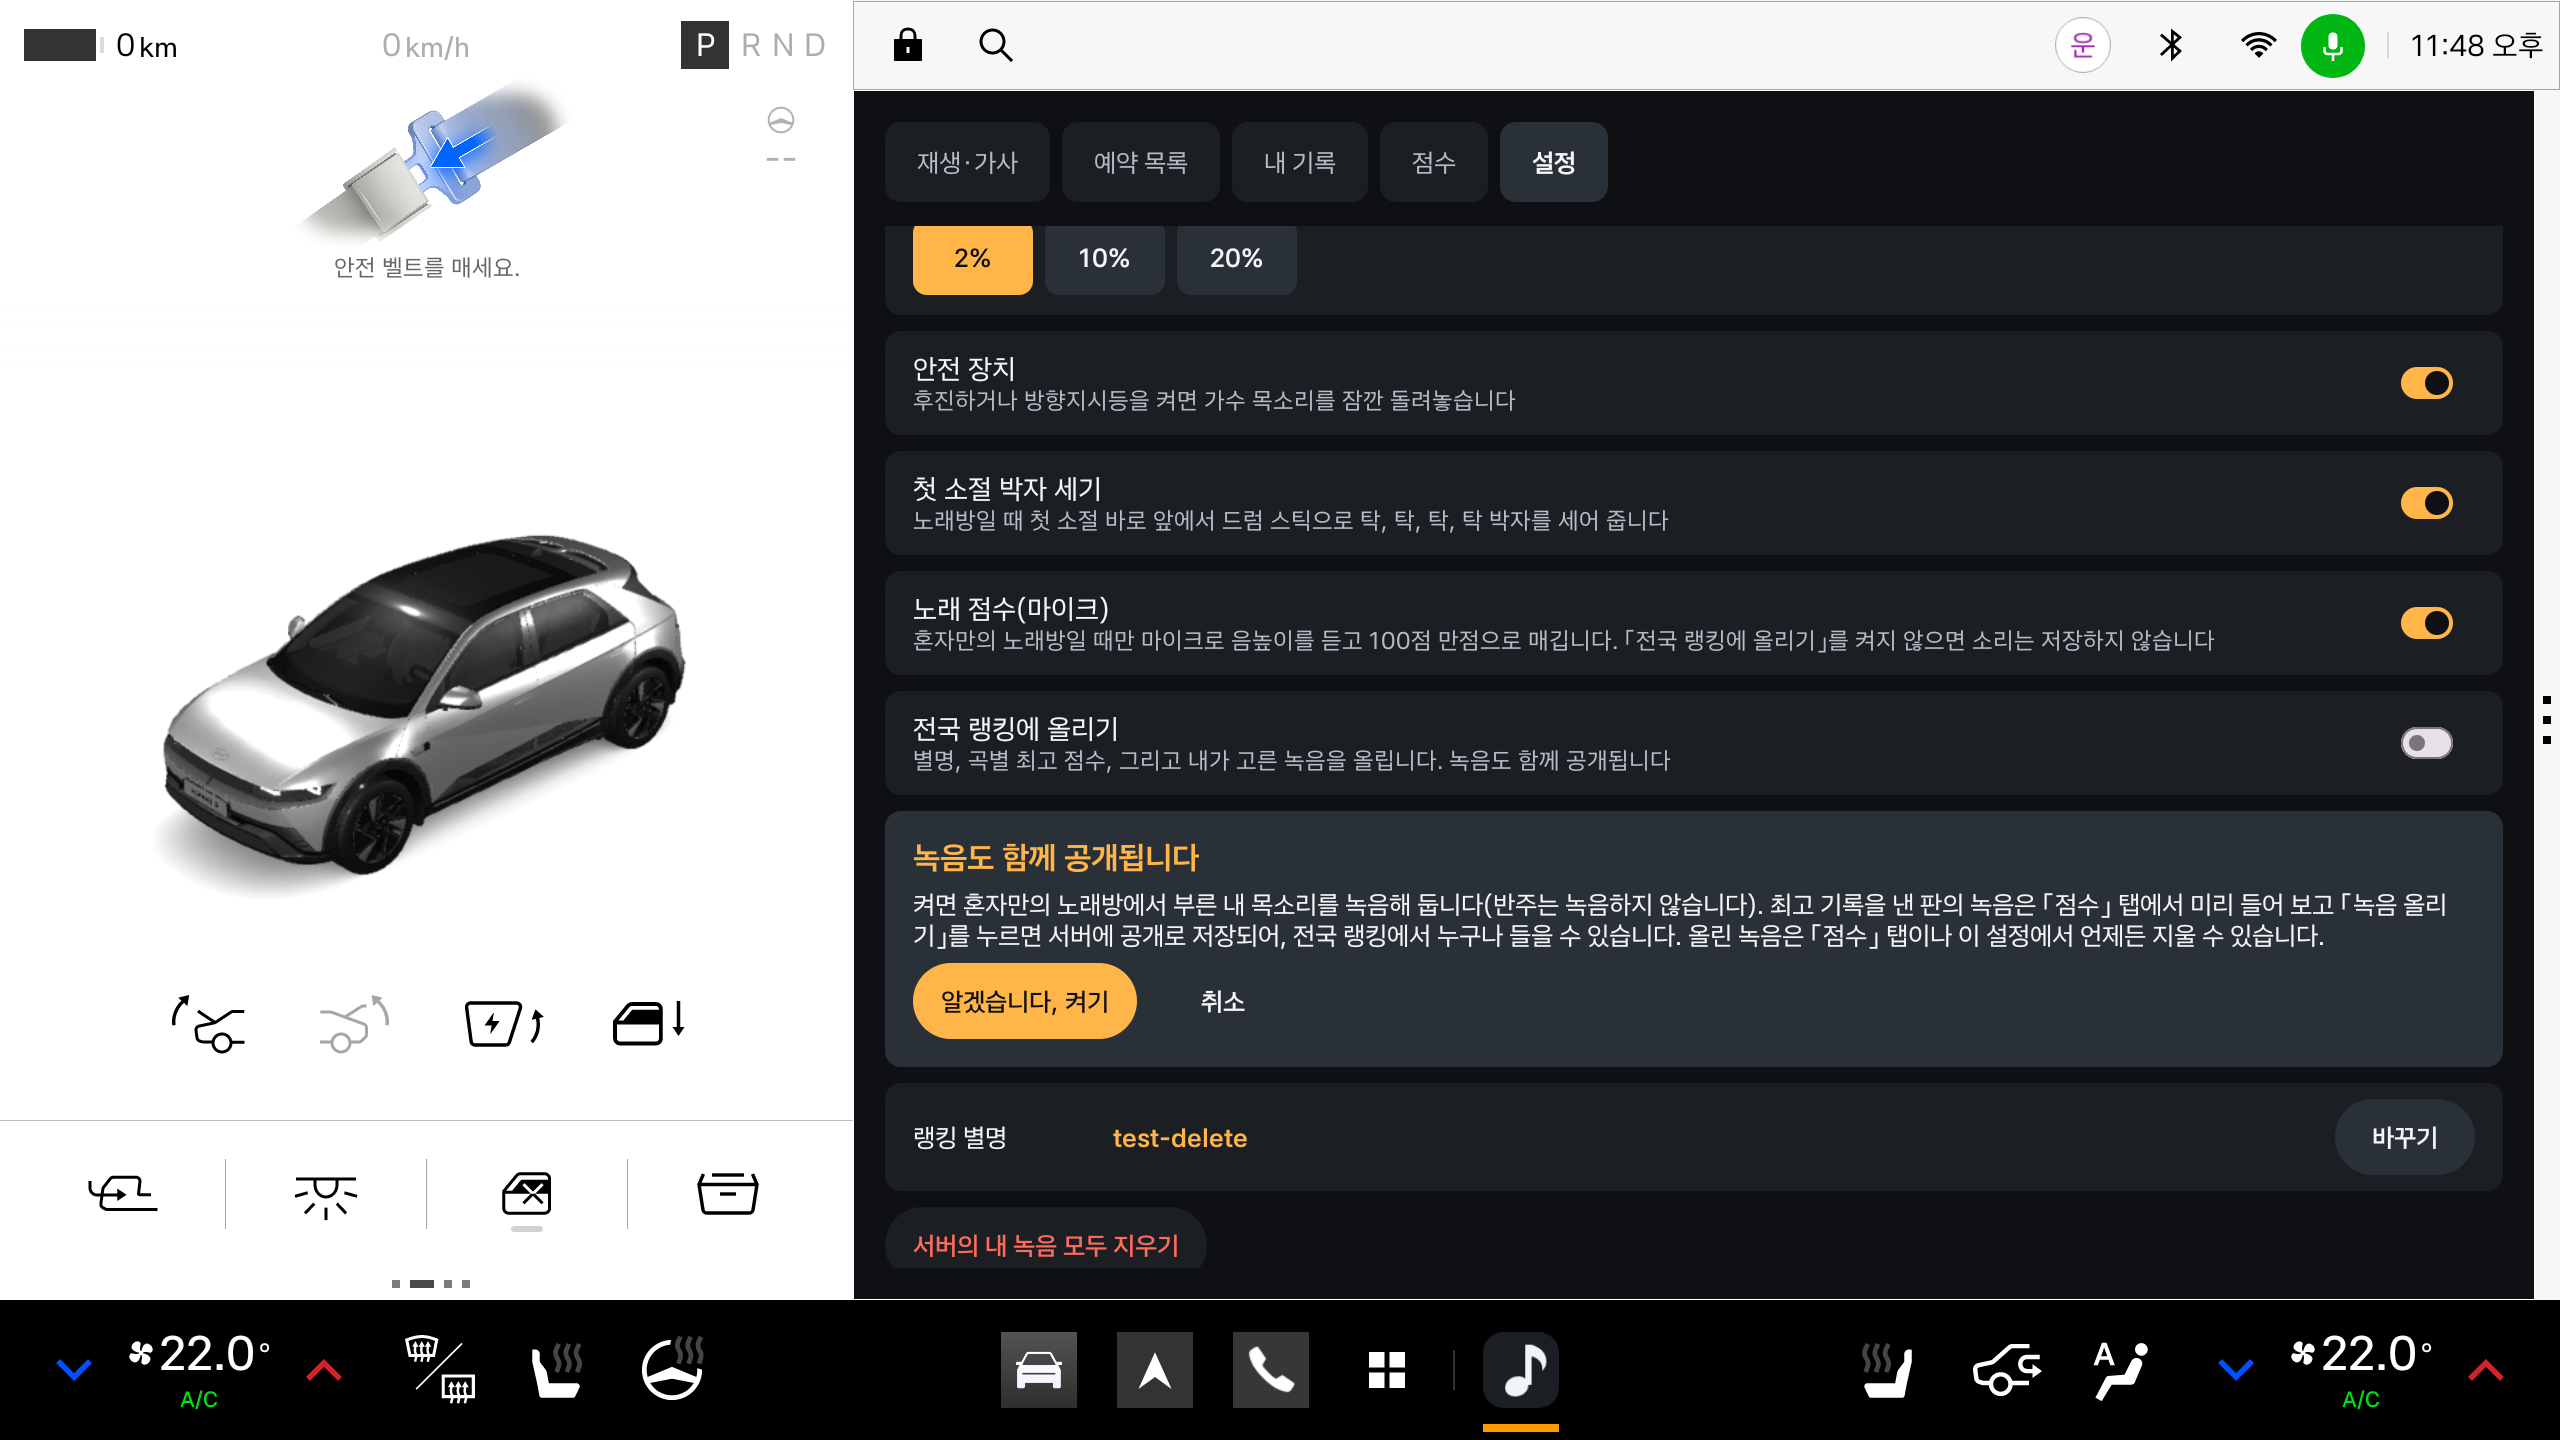 0 km
0 km/h
P R N D
운
11:48 오후
안전 벨트를 매세요.
재생·가사
예약 목록
내 기록
점수
설정
2%
10%
20%
안전 장치
후진하거나 방향지시등을 켜면 가수 목소리를 잠깐 돌려놓습니다
첫 소절 박자 세기
노래방일 때 첫 소절 바로 앞에서 드럼 스틱으로 탁, 탁, 탁, 탁 박자를 세어 줍니다
노래 점수(마이크)
혼자만의 노래방일 때만 마이크로 음높이를 듣고 100점 만점으로 매깁니다. 「전국 랭킹에 올리기」를 켜지 않으면 소리는 저장하지 않습니다
전국 랭킹에 올리기
별명, 곡별 최고 점수, 그리고 내가 고른 녹음을 올립니다. 녹음도 함께 공개됩니다
녹음도 함께 공개됩니다
켜면 혼자만의 노래방에서 부른 내 목소리를 녹음해 둡니다(반주는 녹음하지 않습니다). 최고 기록을 낸 판의 녹음은 「점수」 탭에서 미리 들어 보고 「녹음 올리
기」를 누르면 서버에 공개로 저장되어, 전국 랭킹에서 누구나 들을 수 있습니다. 올린 녹음은 「점수」 탭이나 이 설정에서 언제든 지울 수 있습니다.
알겠습니다, 켜기
취소
랭킹 별명
test-delete
바꾸기
서버의 내 녹음 모두 지우기
22.0°
A/C
A
22.0°
A/C